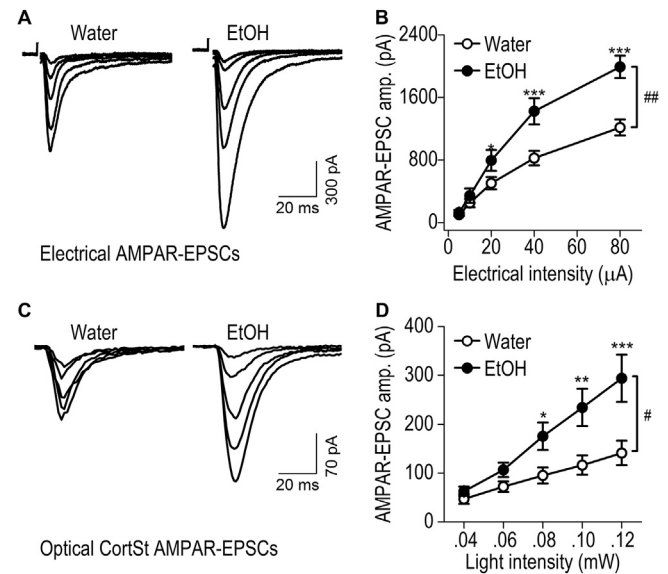 A
Water
EtOH
300 pA
20 ms
Electrical AMPAR-EPSCs
B
AMPAR-EPSC amp. (pA)
2400
1600
800
0
Water
EtOH
*
***
***
##
0 20 40 60 80
Electrical intensity (µA)
C
Water
EtOH
70 pA
20 ms
Optical CortSt AMPAR-EPSCs
D
AMPAR-EPSC amp. (pA)
400
300
200
100
0
Water
EtOH
*
**
***
#
.04 .06 .08 .10 .12
Light intensity (mW)